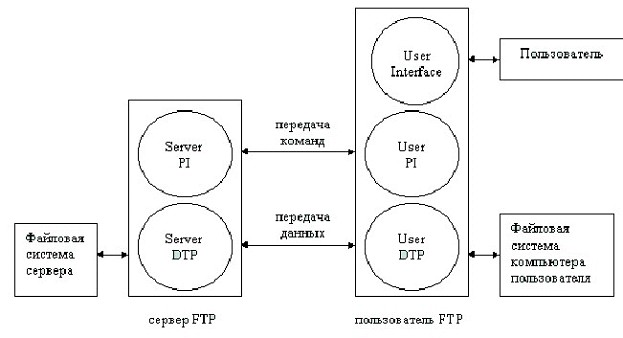 User
Interface
Пользователь
передача
команд
Server
PI
User
PI
передача
данных
Файловая
система
сервера
Server
DTP
User
DTP
Файловая
система
компьютера
пользователя
сервер FTP
пользователь FTP